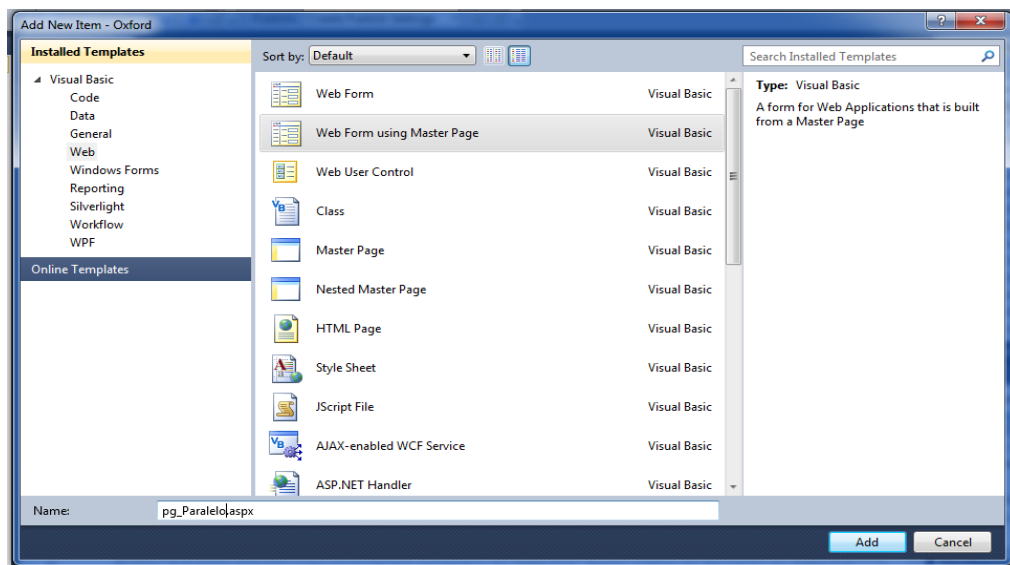 Add New Item - Oxford
Installed Templates
Visual Basic
Code
Data
General
Web
Windows Forms
Reporting
Silverlight
Workflow
WPF
Online Templates
Sort by: Default
Web Form Visual Basic
Web Form using Master Page Visual Basic
Web User Control Visual Basic
Class Visual Basic
Master Page Visual Basic
Nested Master Page Visual Basic
HTML Page Visual Basic
Style Sheet Visual Basic
JScript File Visual Basic
AJAX-enabled WCF Service Visual Basic
ASP.NET Handler Visual Basic
Search Installed Templates
Type: Visual Basic
A form for Web Applications that is built
from a Master Page
Name: pg_Paralelo.aspx
Add Cancel